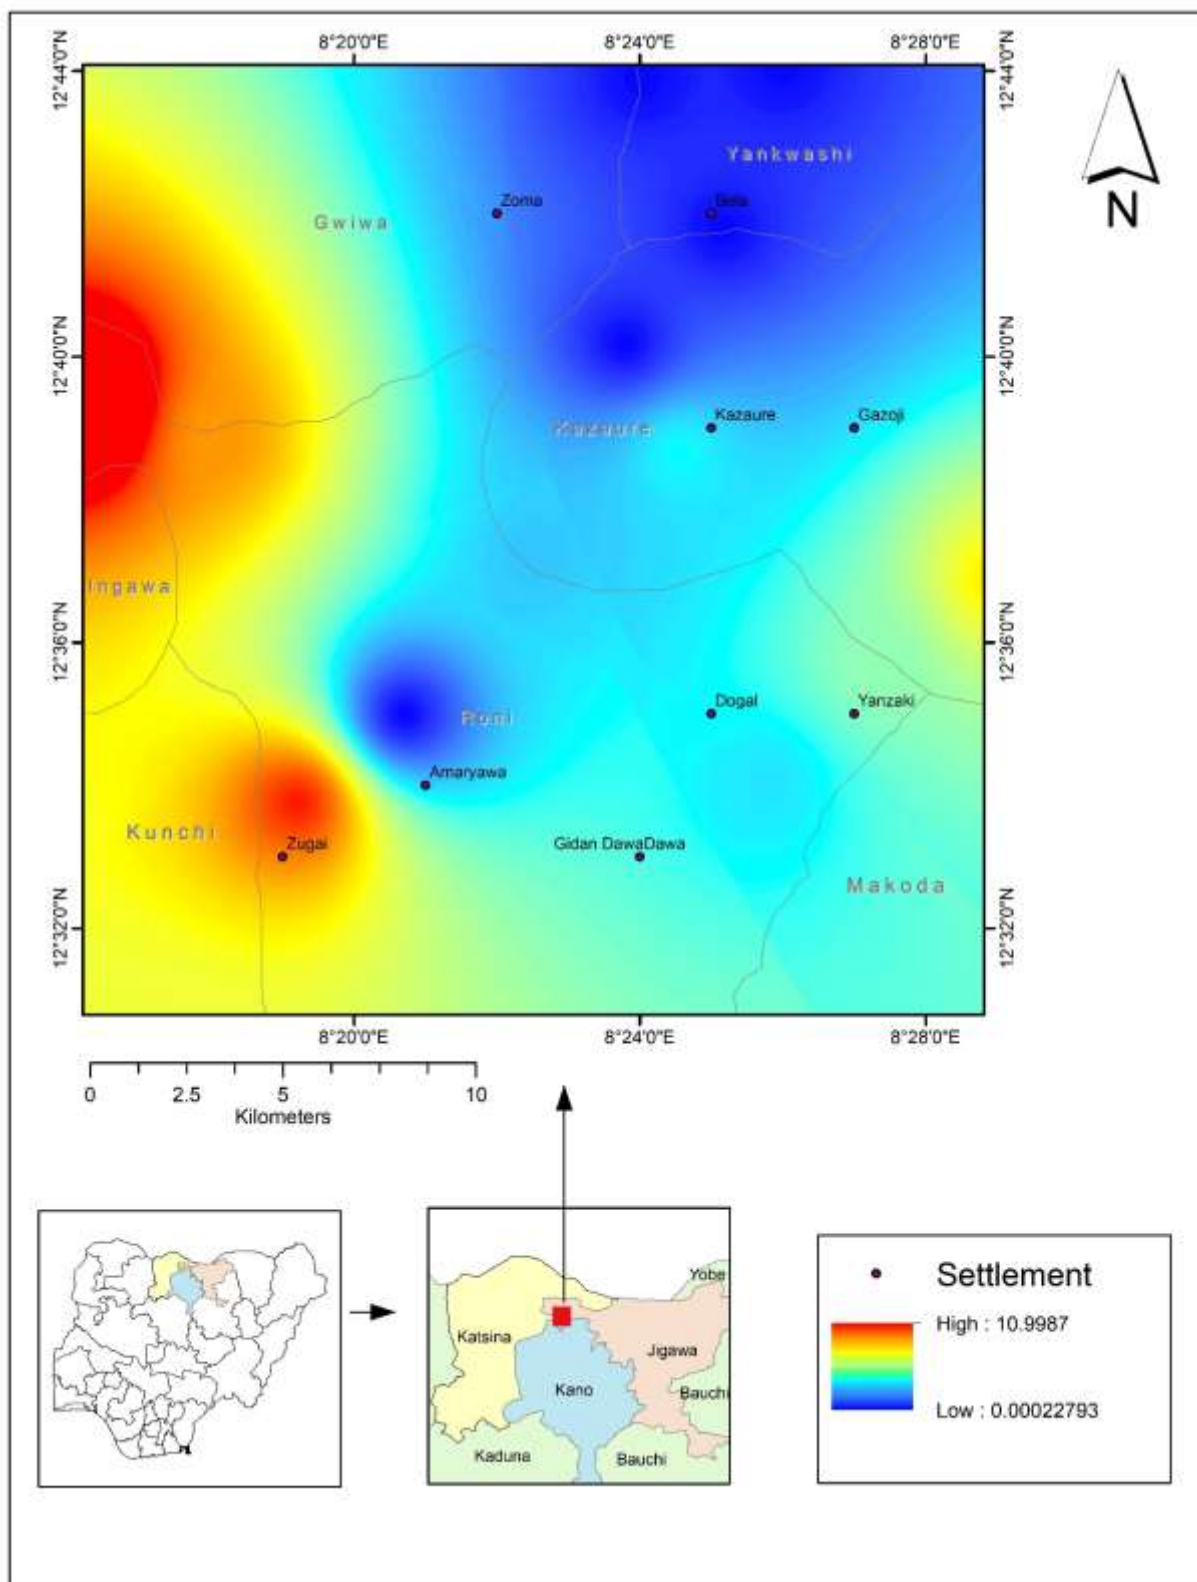 8°20'0"E 8°24'0"E 8°28'0"E
12°44'0"N 12°44'0"N
Yankwashi
Zoma
Gwiwa
N
12°40'0"N 12°40'0"N
Kazaure Gazoji
Kazaure
Ingawa
12°36'0"N 12°36'0"N
Dogal Yanzaki
Roni
Amaryawa
Kunchi
Zugai Gidan DawaDawa
Makoda
12°32'0"N 12°32'0"N
8°20'0"E 8°24'0"E 8°28'0"E
0 2.5 5 10
Kilometers
Yobe
Katsina
Jigawa
Kano
Bauchi
Kaduna
Bauchi
Settlement
High : 10.9987
Low : 0.00022793